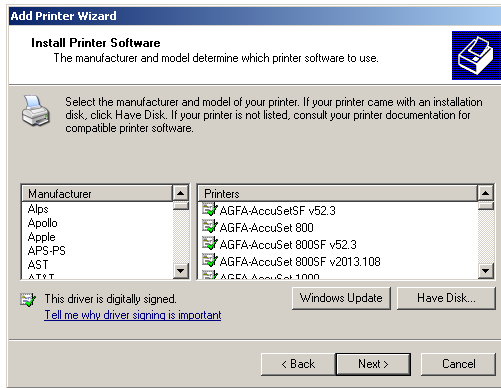 Add Printer Wizard
Install Printer Software
The manufacturer and model determine which printer software to use.
Select the manufacturer and model of your printer. If your printer came with an installation
disk, click Have Disk. If your printer is not listed, consult your printer documentation for
compatible printer software.
Manufacturer
Alps
Apollo
Apple
APS-PS
AST
AT&T
Printers
AGFA-AccuSetSF v52.3
AGFA-AccuSet 800
AGFA-AccuSet 800SF v52.3
AGFA-AccuSet 800SF v2013.108
AGFA-AccuSet 1000
This driver is digitally signed.
Tell me why driver signing is important
Windows Update
Have Disk...
< Back
Next >
Cancel